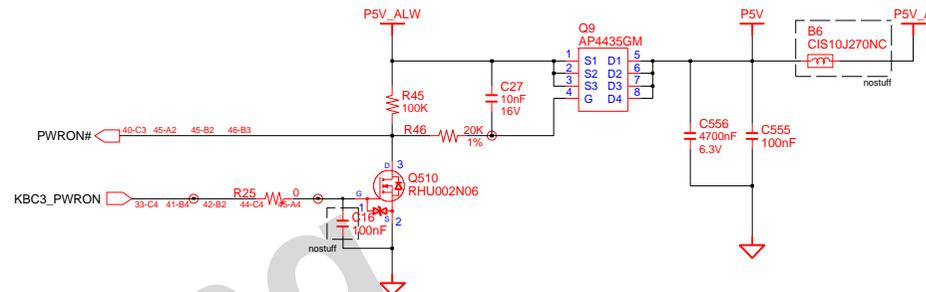 P5V_ALW
Q9
AP4435GM
P5V
B6
CIS10J270NC
P5V_A
nostuff
1 S1 D1 5
2 S2 D2 6
3 S3 D3 7
4 G D4 8
R45
100K
C27
10nF
16V
PWRON#
40-C3 45-A2 45-B2 46-B3
R46
20K
1%
C556
4700nF
6.3V
C555
100nF
D 3
Q510
RHU002N06
KBC3_PWRON
33-C4 41-B4 42-B2 44-C4 45-A4
R25 0
G
1
S 2
C16
100nF
nostuff